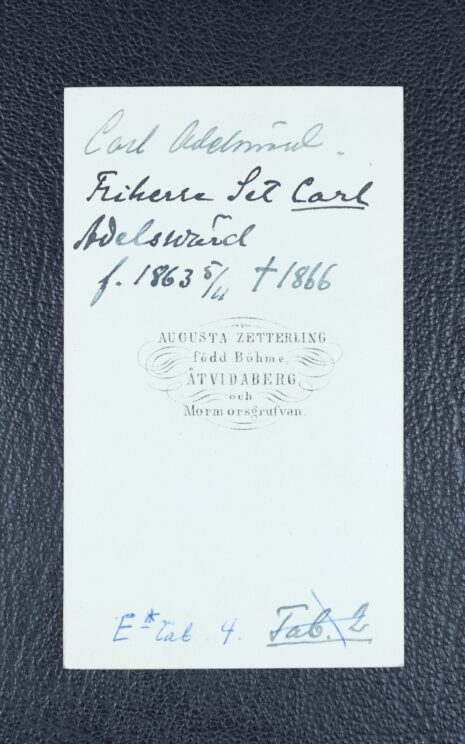 Carl Adelswärd.
Friherre Set Carl
Adelswärd
f. 1863 5/11 † 1866
AUGUSTA ZETTERLING
född Böhme,
ÅTVIDABERG
och
Mormorsgrufvan.
E* Tab 4. Tab. 2